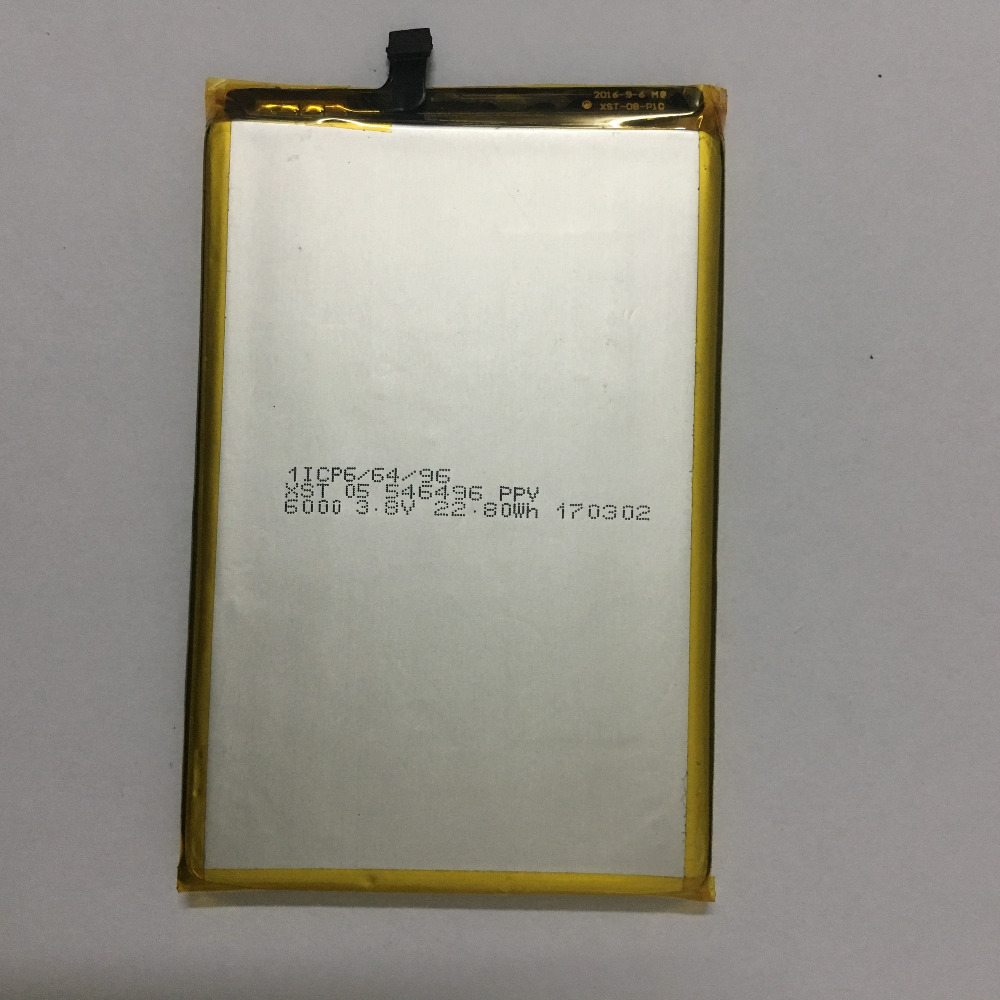 2016-9-6 M8
XST-08-P10
1ICP6/64/96
XST 05 546496 PPV
6000 3.8V 22.80Wh 170302